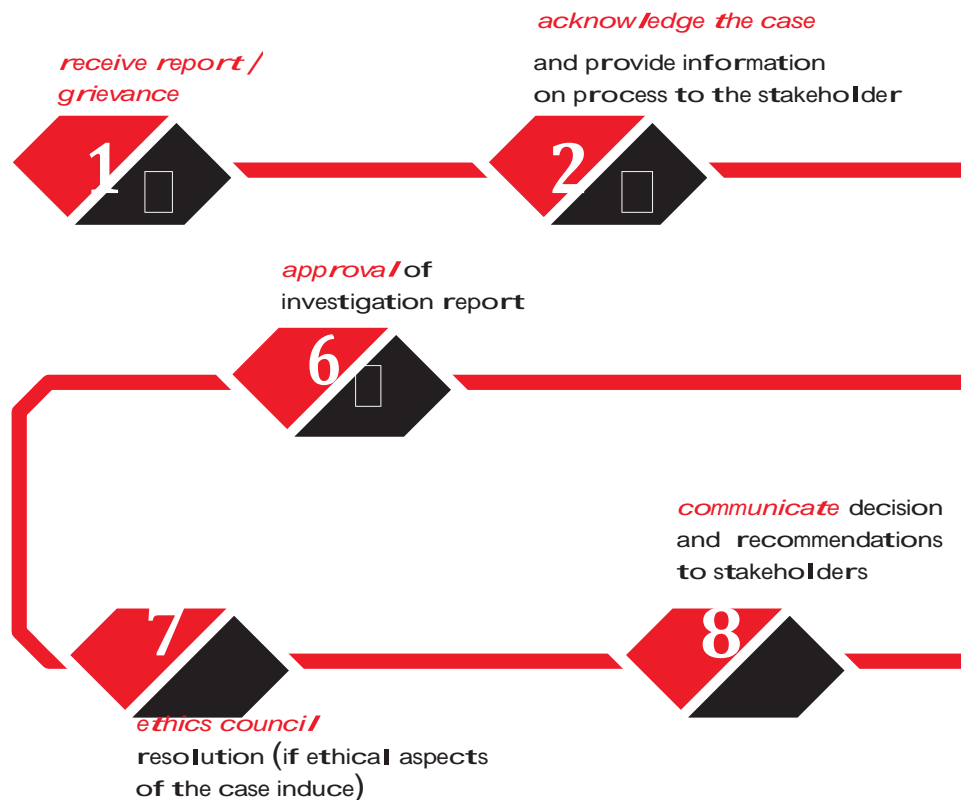 receive report /
grievance
1
acknowledge the case
and provide information
on process to the stakeholder
2
approval of
investigation report
6
7
ethics council
resolution (if ethical aspects
of the case induce)
communicate decision
and recommendations
to stakeholders
8